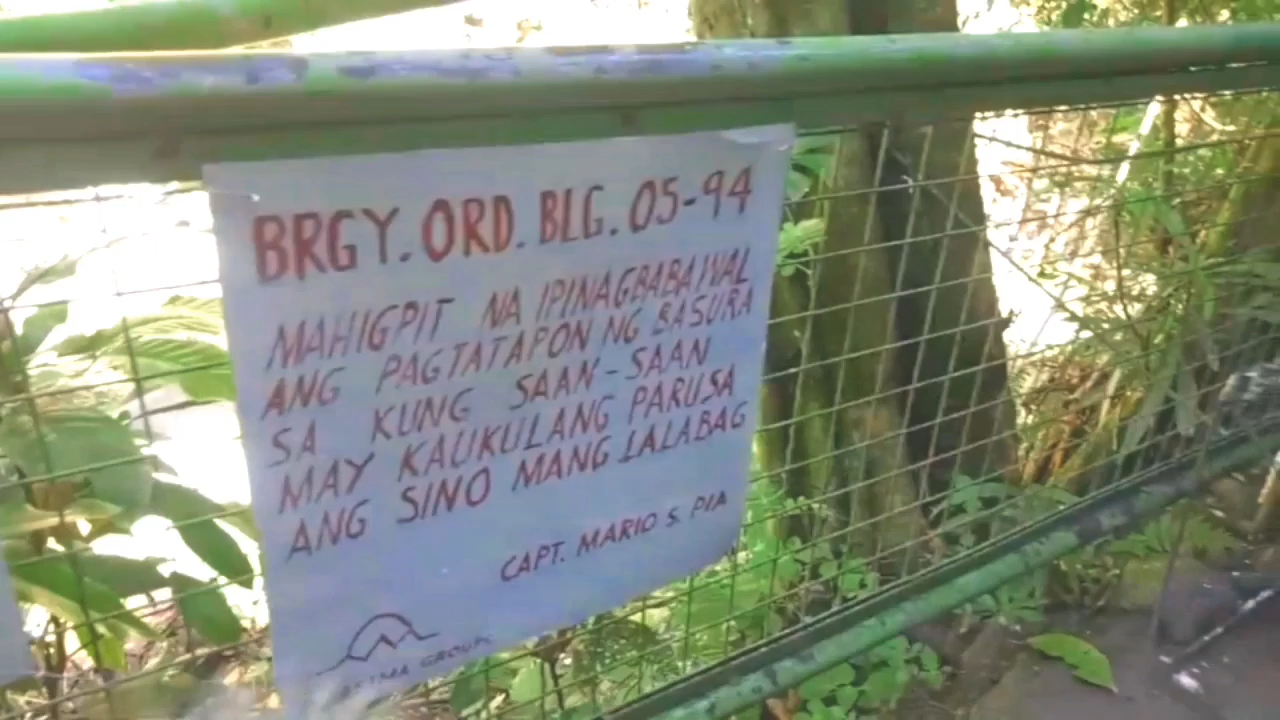 BRGY. ORD. BLG. 05-94
MAHIGPIT NA IPINAGBABAWAL
ANG PAGTATAPON NG BASURA
SA KUNG SAAN-SAAN
MAY KAUKULANG PARUSA
ANG SINO MANG LALABAG
CAPT. MARIO S. PIA
GROUP